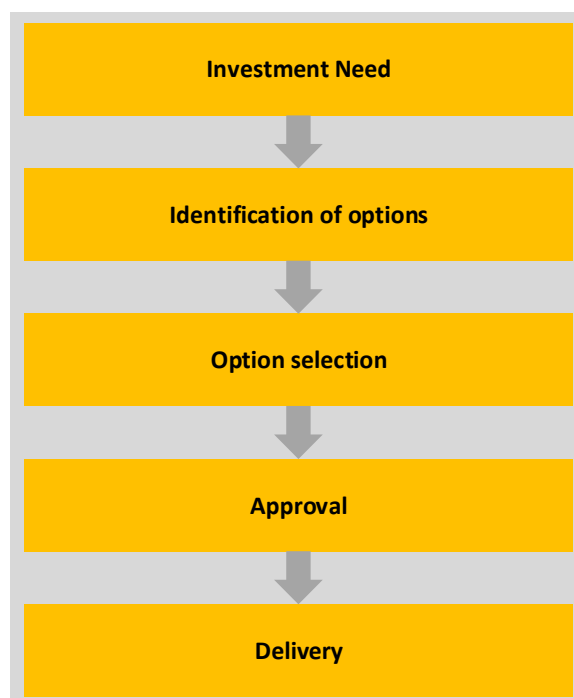 Investment Need
Identification of options
Option selection
Approval
Delivery